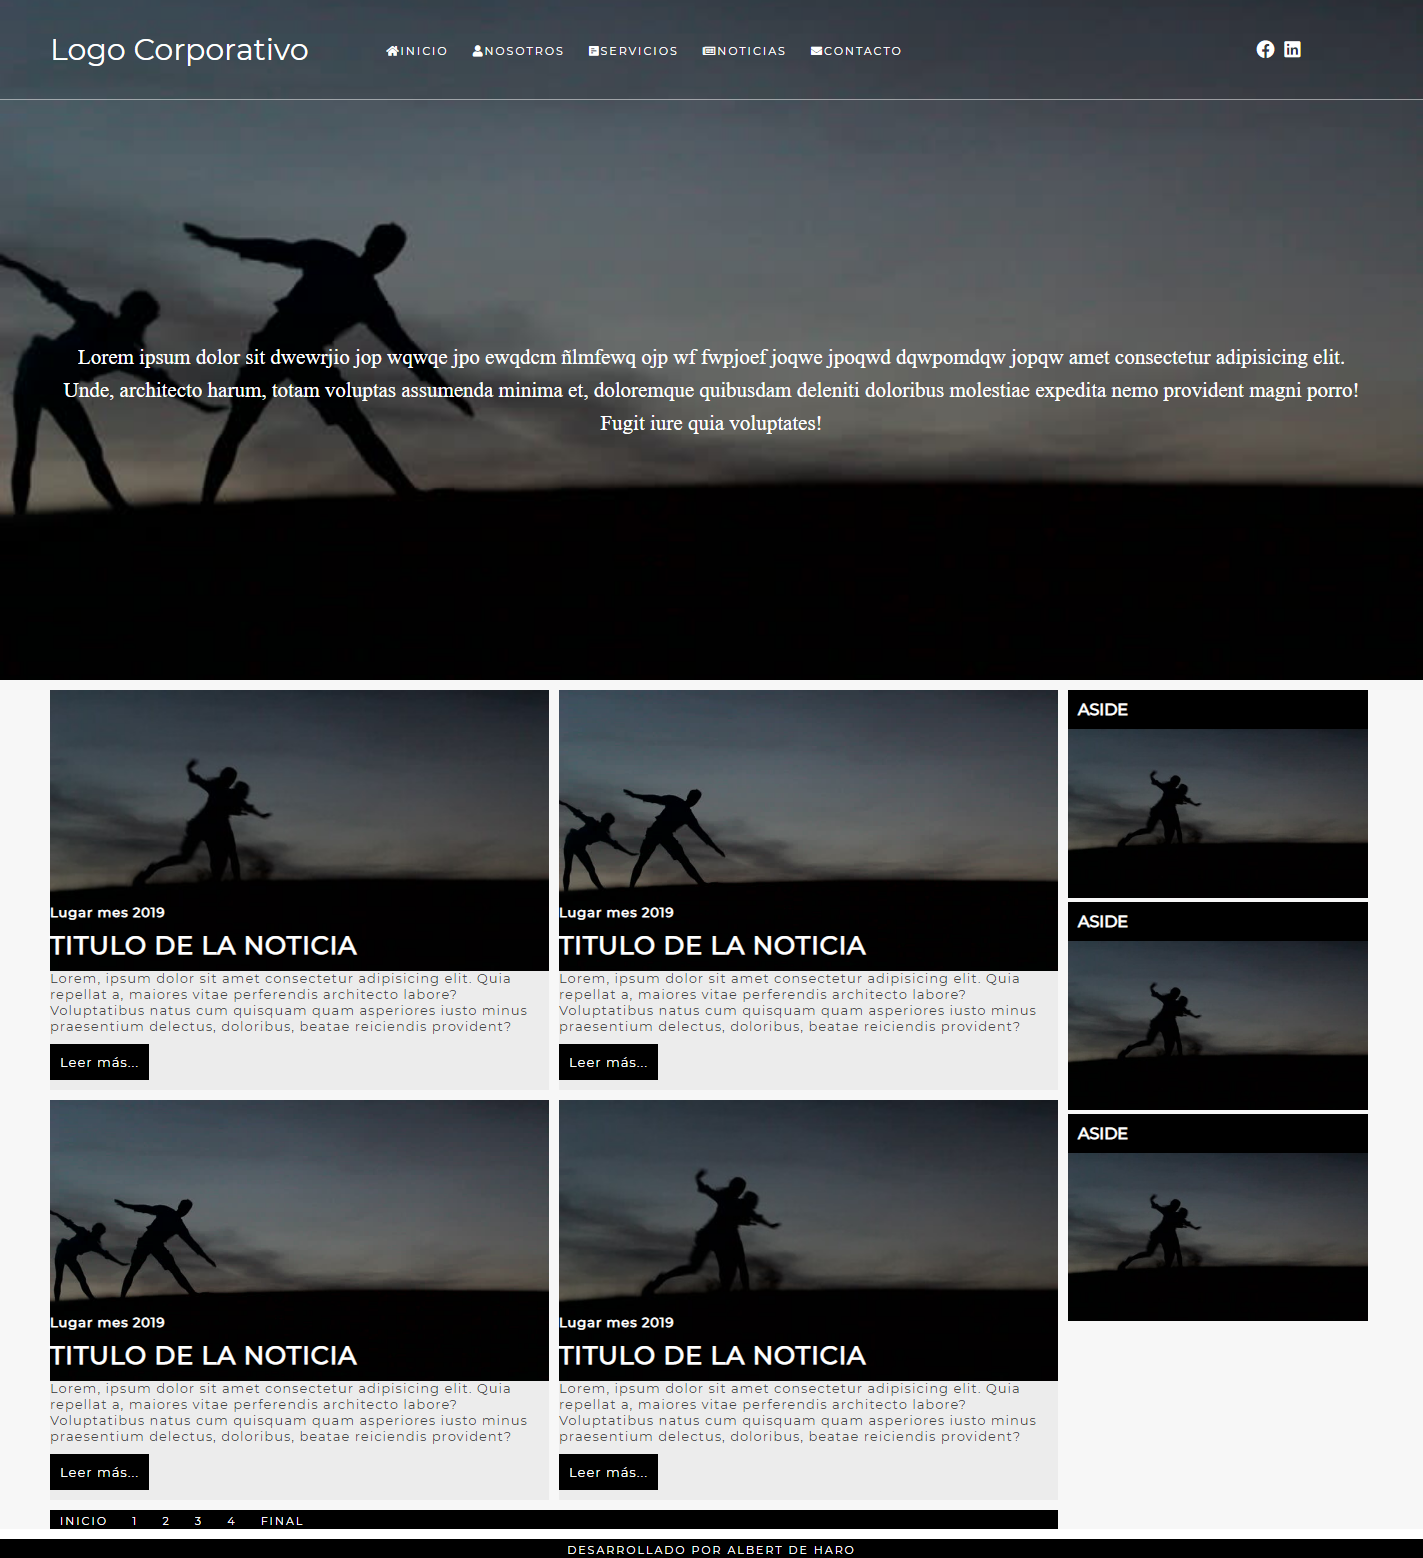 Logo Corporativo
INICIO NOSOTROS SERVICIOS NOTICIAS CONTACTO
Lorem ipsum dolor sit dwewrjio jop wqwqe jpo ewqdcm ñlmfewq ojp wf fwpjoef joqwe jpoqwd dqwpomdqw jopqw amet consectetur adipisicing elit.
Unde, architecto harum, totam voluptas assumenda minima et, doloremque quibusdam deleniti doloribus molestiae expedita nemo provident magni porro!
Fugit iure quia voluptates!
Lugar mes 2019
TITULO DE LA NOTICIA
Lorem, ipsum dolor sit amet consectetur adipisicing elit. Quia
repellat a, maiores vitae perferendis architecto labore?
Voluptatibus natus cum quisquam quam asperiores iusto minus
praesentium delectus, doloribus, beatae reiciendis provident?
Leer más...
Lugar mes 2019
TITULO DE LA NOTICIA
Lorem, ipsum dolor sit amet consectetur adipisicing elit. Quia
repellat a, maiores vitae perferendis architecto labore?
Voluptatibus natus cum quisquam quam asperiores iusto minus
praesentium delectus, doloribus, beatae reiciendis provident?
Leer más...
Lugar mes 2019
TITULO DE LA NOTICIA
Lorem, ipsum dolor sit amet consectetur adipisicing elit. Quia
repellat a, maiores vitae perferendis architecto labore?
Voluptatibus natus cum quisquam quam asperiores iusto minus
praesentium delectus, doloribus, beatae reiciendis provident?
Leer más...
Lugar mes 2019
TITULO DE LA NOTICIA
Lorem, ipsum dolor sit amet consectetur adipisicing elit. Quia
repellat a, maiores vitae perferendis architecto labore?
Voluptatibus natus cum quisquam quam asperiores iusto minus
praesentium delectus, doloribus, beatae reiciendis provident?
Leer más...
ASIDE
ASIDE
ASIDE
INICIO 1 2 3 4 FINAL
DESARROLLADO POR ALBERT DE HARO